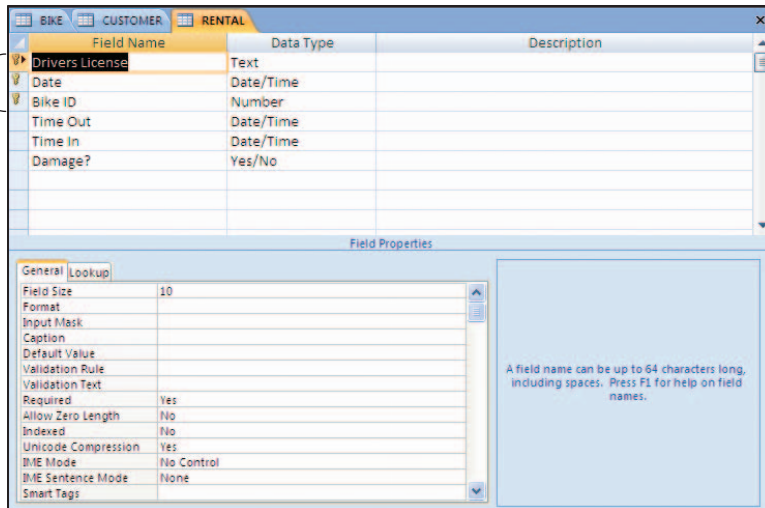 BIKE CUSTOMER RENTAL x
Field Name Data Type Description
Drivers License Text
Date Date/Time
Bike ID Number
Time Out Date/Time
Time In Date/Time
Damage? Yes/No
Field Properties
General Lookup
Field Size 10
Format
Input Mask
Caption
Default Value
Validation Rule
Validation Text
Required Yes
Allow Zero Length No
Indexed No
Unicode Compression Yes
IME Mode No Control
IME Sentence Mode None
Smart Tags
A field name can be up to 64 characters long,
including spaces. Press F1 for help on field
names.